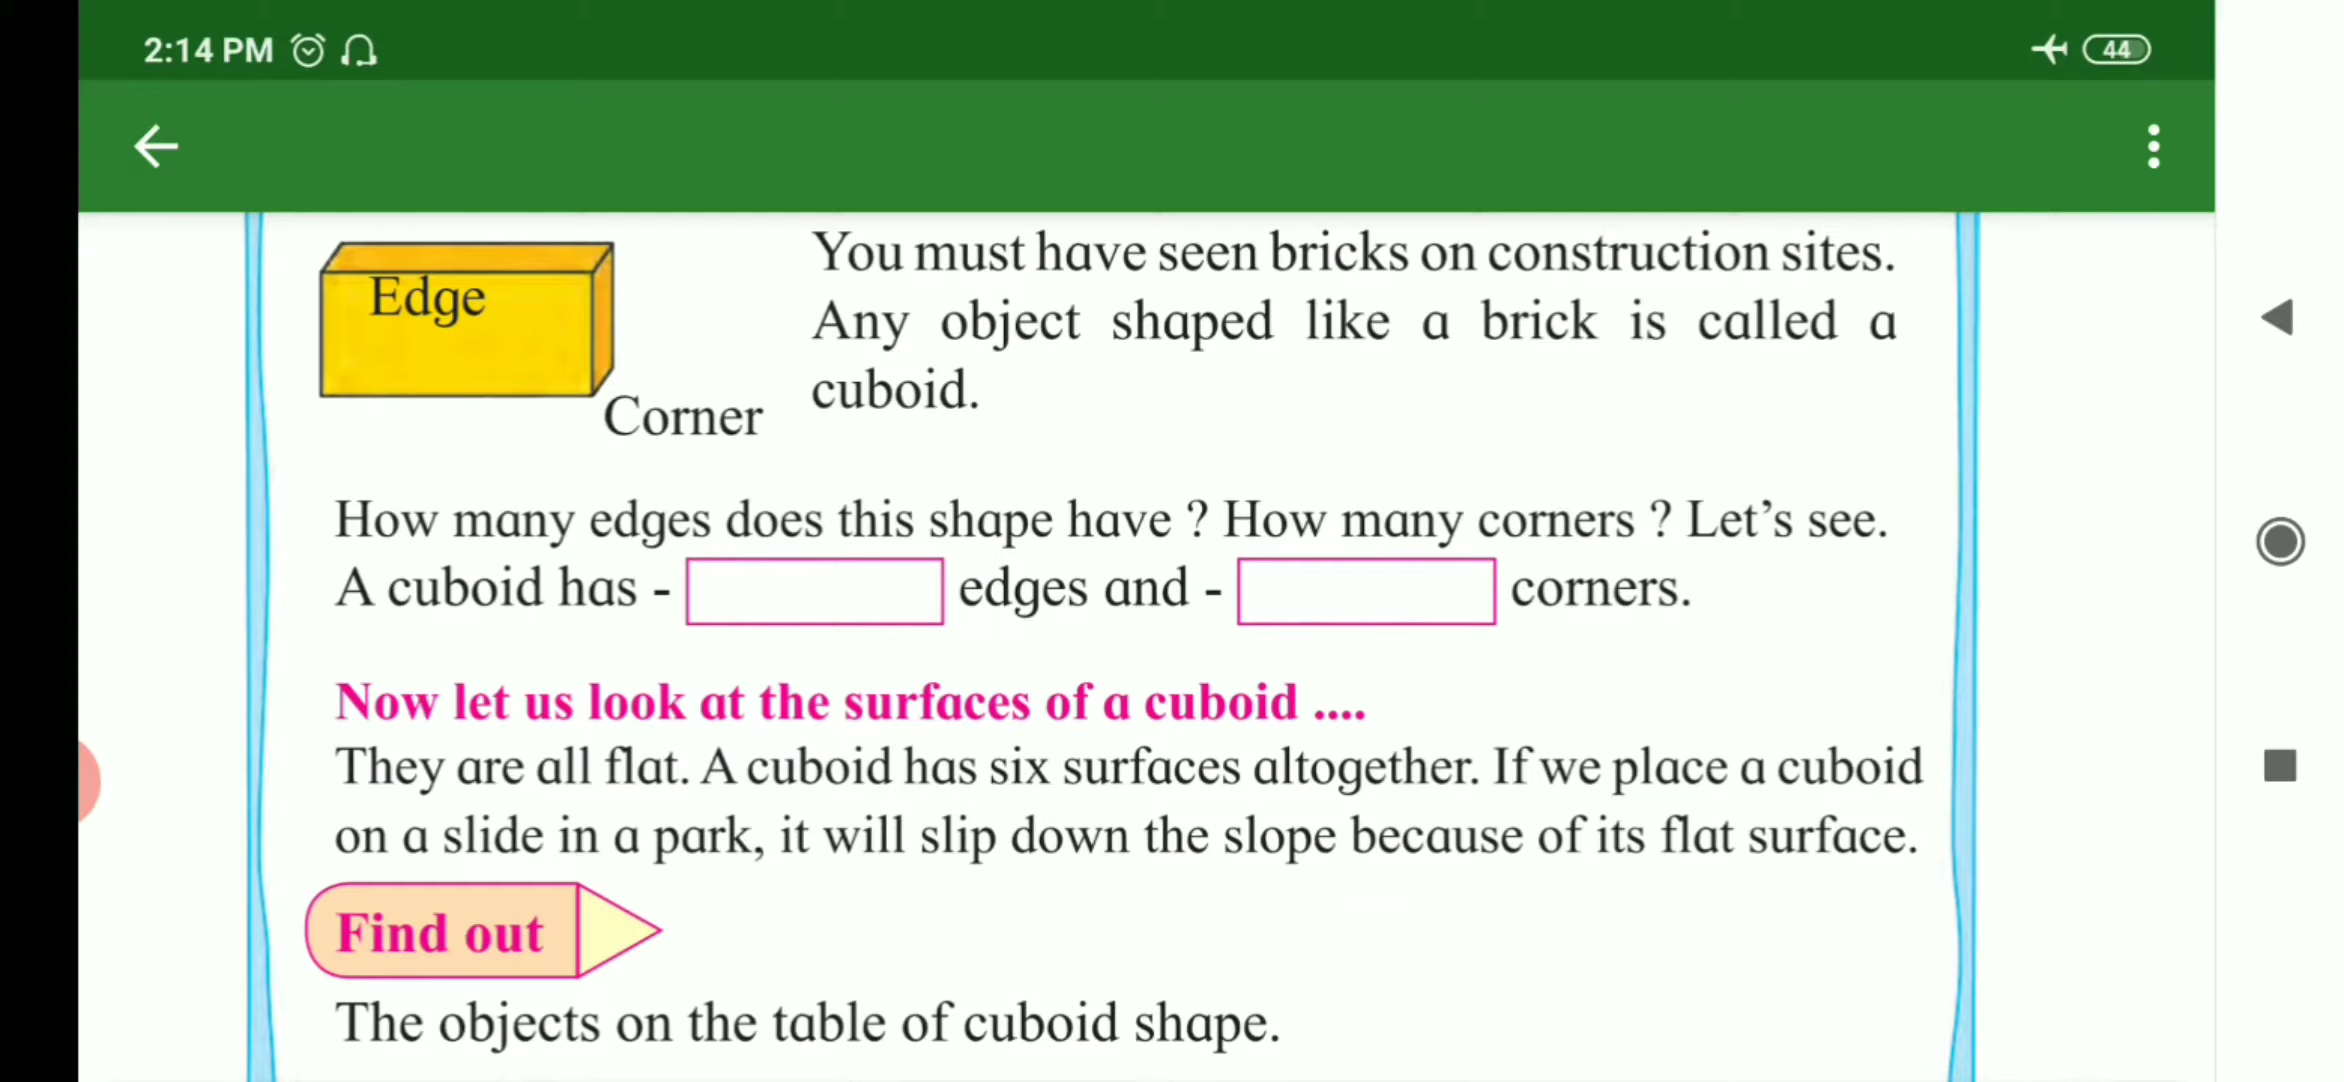 2:14 PM
44
Edge
Corner
You must have seen bricks on construction sites.
Any object shaped like a brick is called a
cuboid.
How many edges does this shape have ? How many corners ? Let’s see.
A cuboid has - edges and - corners.
Now let us look at the surfaces of a cuboid ....
They are all flat. A cuboid has six surfaces altogether. If we place a cuboid
on a slide in a park, it will slip down the slope because of its flat surface.
Find out
The objects on the table of cuboid shape.